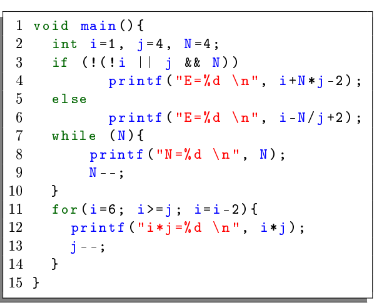 1 void main(){
2   int i=1, j=4, N=4;
3   if (!(!i || j && N))
4         printf("E=%d \n", i+N*j-2);
5   else
6         printf("E=%d \n", i-N/j+2);
7   while (N){
8       printf("N=%d \n", N);
9       N--;
10   }
11   for(i=6; i>=j; i=i-2){
12     printf("i*j=%d \n", i*j);
13     j--;
14   }
15 }